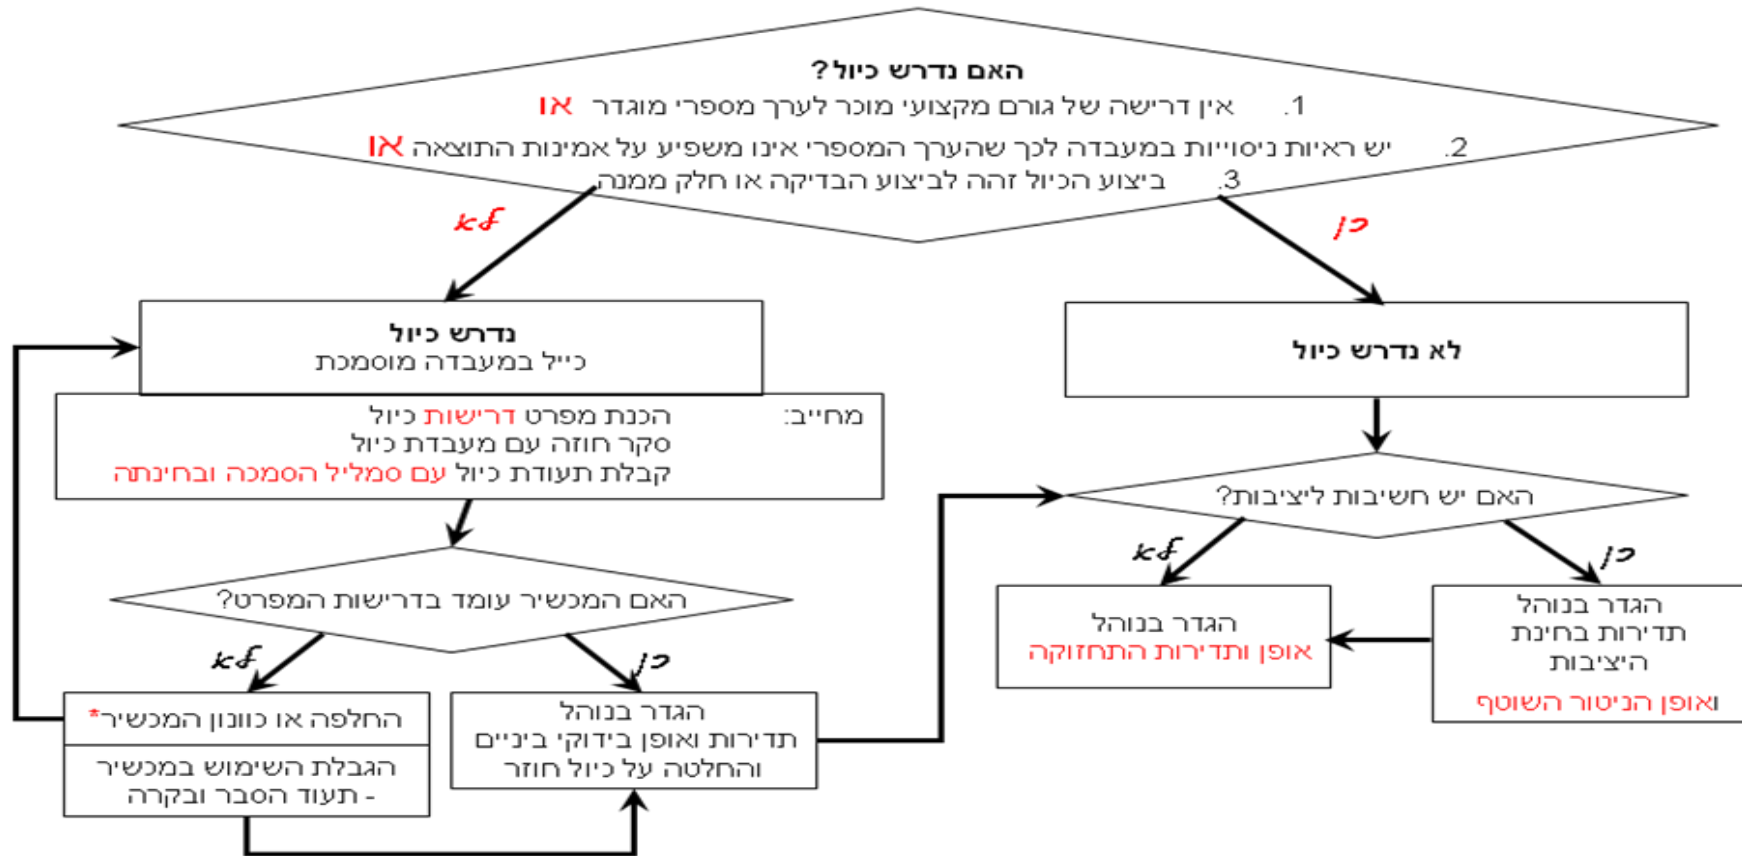 האם נדרש כיול?
1. אין דרישה של גורם מקצועי מוכר לערך מספרי מוגדר או
2. יש ראיות ניסוייות במעבדה לכך שהערך המספרי אינו משפיע על אמינות התוצאה או
3. ביצוע הכיול זהה לביצוע הבדיקה או חלק ממנה
כן
לא
לא נדרש כיול
נדרש כיול
כייל במעבדה מוסמכת
מחייב: הכנת מפרט דרישות כיול
סקר חוזה עם מעבדת כיול
קבלת תעודת כיול עם סמליל הסמכה ובחינתה
האם יש חשיבות ליציבות?
כן
לא
הגדר בנוהל
תדירות בחינת
היציבות
ואופן הניטור השוטף
הגדר בנוהל
אופן ותדירות התחזוקה
האם המכשיר עומד בדרישות המפרט?
כן
לא
הגדר בנוהל
תדירות ואופן בידוקי ביניים
והחלטה על כיול חוזר
החלפה או כוונון המכשיר*
הגבלת השימוש במכשיר
- תעוד הסבר ובקרה